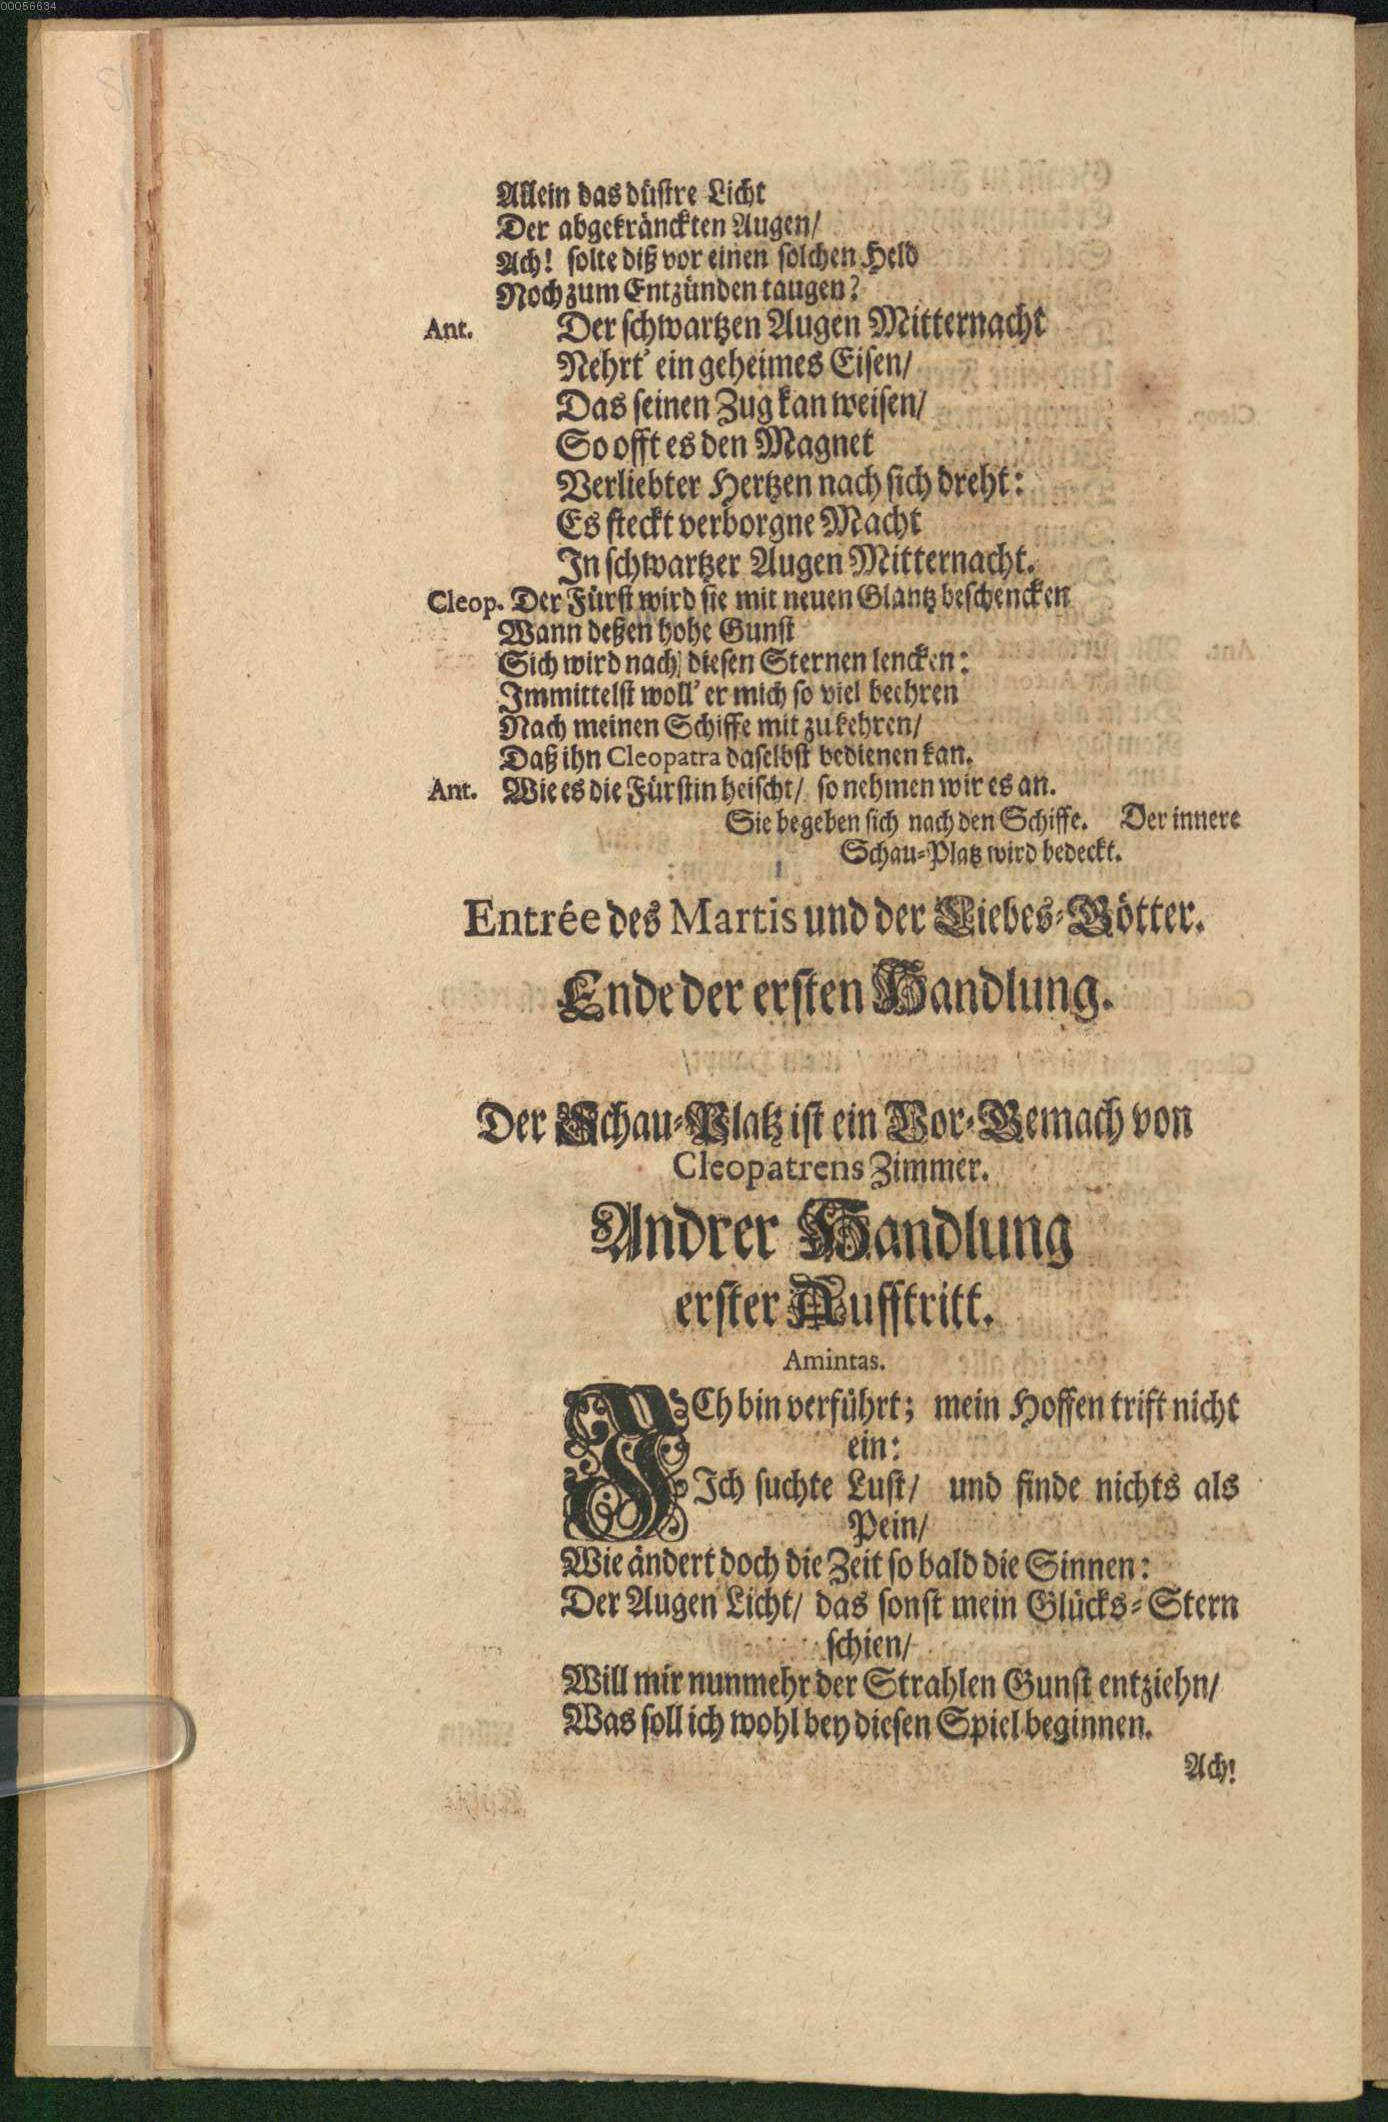 00056634
Allein das düstre Licht
Der abgekränckten Augen/
Ach! solte diß vor einen solchen Held
Noch zum Entzünden taugen?
Ant. Der schwartzen Augen Mitternacht
Nehrt' ein geheimes Eisen/
Das seinen Zug kan weisen/
So offt es den Magnet
Verliebter Hertzen nach sich dreht:
Es steckt verborgne Macht
In schwartzer Augen Mitternacht.
Cleop. Der Fürst wird sie mit neuen Glantz beschencken
Wann deßen hohe Gunst
Sich wird nach diesen Sternen lencken:
Immittelst woll' er mich so viel beehren
Nach meinen Schiffe mit zu kehren/
Daß ihn Cleopatra daselbst bedienen kan.
Ant. Wie es die Fürstin heischt/ so nehmen wir es an.
Sie begeben sich nach den Schiffe. Der innere
Schau-Platz wird bedeckt.
Entrée des Martis und der Liebes-Götter.
Ende der ersten Handlung.
Der Schau-Platz ist ein Vor-Gemach von
Cleopatrens Zimmer.
Andrer Handlung
erster Aufftritt.
Amintas.
ICh bin verführt; mein Hoffen trift nicht
ein:
Ich suchte Lust/ und finde nichts als
Pein/
Wie ändert doch die Zeit so bald die Sinnen:
Der Augen Licht/ das sonst mein Glücks-Stern
schien/
Will mir nunmehr der Strahlen Gunst entziehn/
Was soll ich wohl bey diesen Spiel beginnen.
Ach!